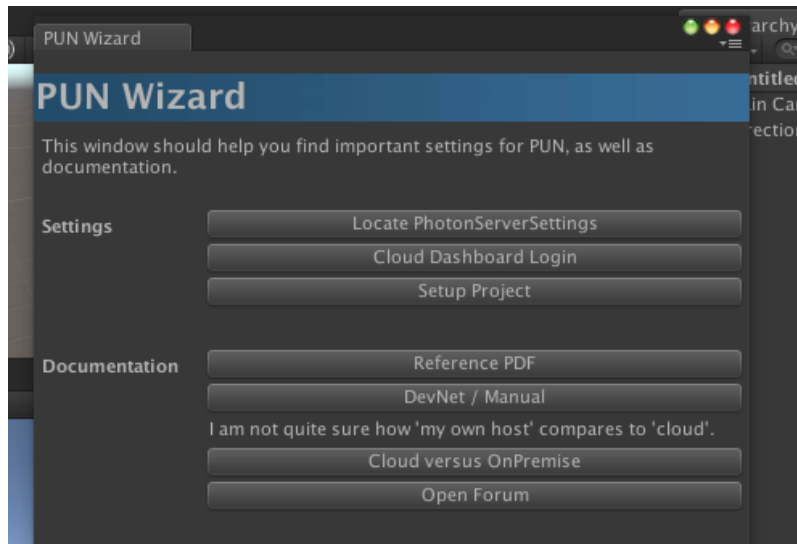 PUN Wizard
PUN Wizard
This window should help you find important settings for PUN, as well as
documentation.
Settings
Locate PhotonServerSettings
Cloud Dashboard Login
Setup Project
Documentation
Reference PDF
DevNet / Manual
I am not quite sure how 'my own host' compares to 'cloud'.
Cloud versus OnPremise
Open Forum